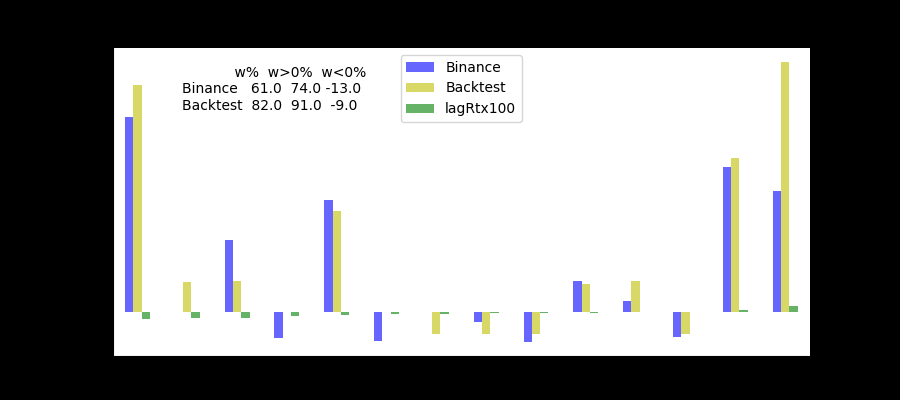 w%  w>0%  w<0%
Binance   61.0  74.0 -13.0
Backtest  82.0  91.0  -9.0
Binance
Backtest
lagRtx100